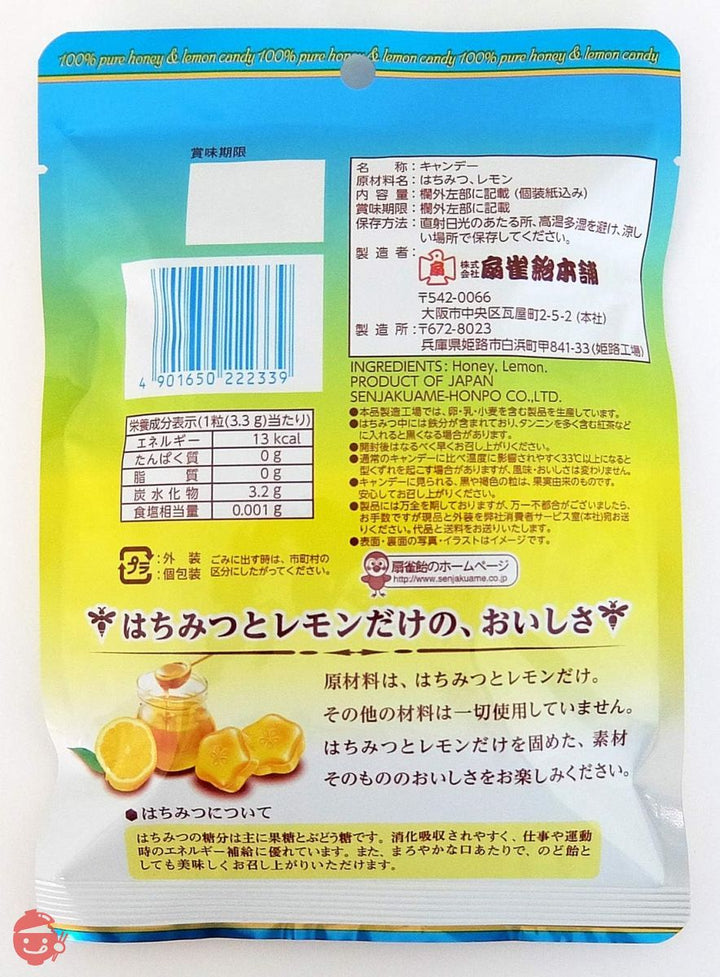 100% pure honey & lemon candy 100% pure honey & lemon candy 100% pure honey & lemon candy
賞味期限
4 901650 222339
名 称：キャンデー
原材料名：はちみつ、レモン
内 容 量：欄外左部に記載 (個装紙込み)
賞味期限：欄外左部に記載
保存方法：直射日光のあたる所、高温多湿を避け、涼し
い場所で保存してください。
製 造 者：
扇 株式会社 扇雀飴本舗
〒542-0066
大阪市中央区瓦屋町2-5-2 (本社)
製 造 所：〒672-8023
兵庫県姫路市白浜町甲841-33(姫路工場)
INGREDIENTS: Honey, Lemon.
PRODUCT OF JAPAN
SENJAKUAME-HONPO CO.,LTD.
●本品製造工場では、卵・乳・小麦を含む製品を生産しています。
●はちみつ中には鉄分が含まれており、タンニンを多く含む紅茶など
に入れると黒くなる場合があります。
●開封後はなるべく早くお召し上がりください。
●通常のキャンデーに比べ温度に影響されやすく33℃以上になると
型くずれを起こす場合がありますが、風味・おいしさは変わりません。
●キャンデーに見られる、黒や褐色の粒は、果実由来のものです。
安心してお召し上がりください。
●製品には万全を期しておりますが、万一不都合がございましたら、
お手数ですが現品と外装を弊社消費者サービス室(本社)宛お送
りください。代品と送料をお送りいたします。
●表面・裏面の写真・イラストはイメージです。
栄養成分表示(1粒(3.3 g)当たり)
エネルギー 13 kcal
たんぱく質 0 g
脂 質 0 g
炭水化物 3.2 g
食塩相当量 0.001 g
プラ ：外 装
：個包装
ごみに出す時は、市町村の
区分にしたがってください。
扇雀飴のホームページ
http://www.senjakuame.co.jp
はちみつとレモンだけの、おいしさ
原材料は、はちみつとレモンだけ。
その他の材料は一切使用していません。
はちみつとレモンだけを固めた、素材
そのもののおいしさをお楽しみください。
●はちみつについて
はちみつの糖分は主に果糖とぶどう糖です。消化吸収されやすく、仕事や運動
時のエネルギー補給に優れています。また、まろやかな口あたりで、のど飴と
しても美味しくお召し上がりいただけます。